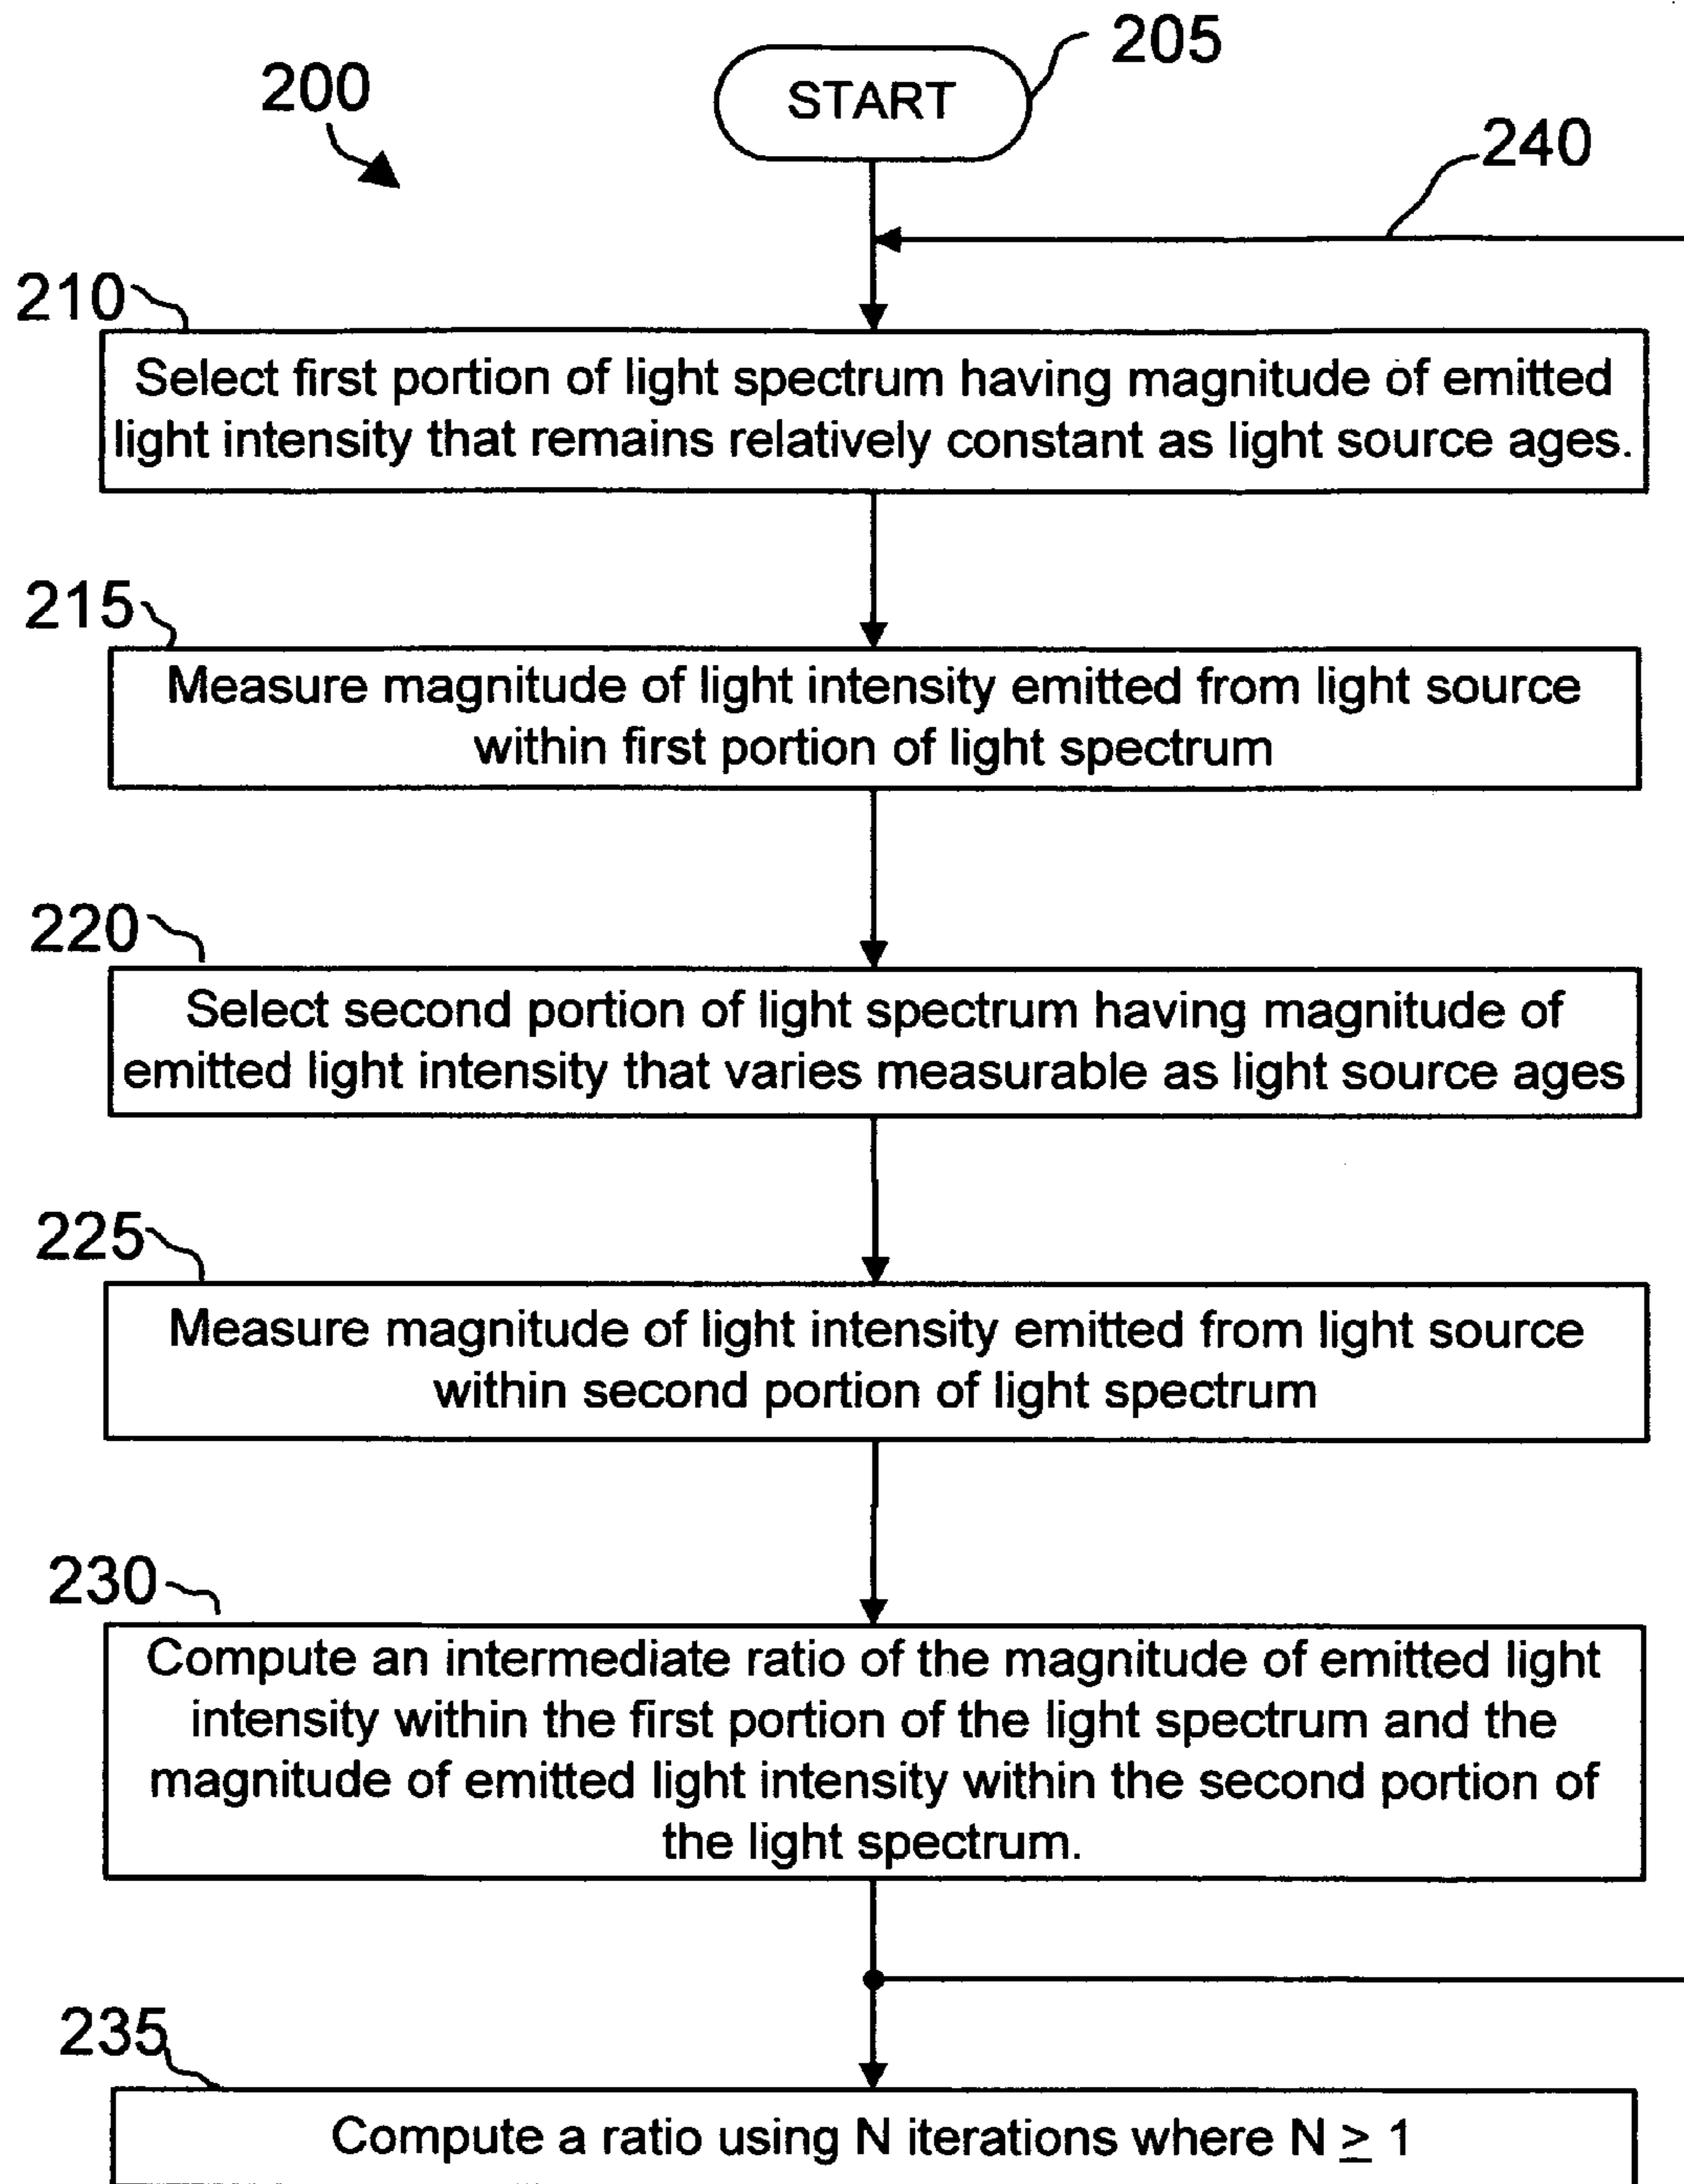 205
START
200
240
210
Select first portion of light spectrum having magnitude of emitted
light intensity that remains relatively constant as light source ages.
215
Measure magnitude of light intensity emitted from light source
within first portion of light spectrum
220
Select second portion of light spectrum having magnitude of
emitted light intensity that varies measurable as light source ages
225
Measure magnitude of light intensity emitted from light source
within second portion of light spectrum
230
Compute an intermediate ratio of the magnitude of emitted light
intensity within the first portion of the light spectrum and the
magnitude of emitted light intensity within the second portion of
the light spectrum.
235
Compute a ratio using N iterations where N ≥ 1